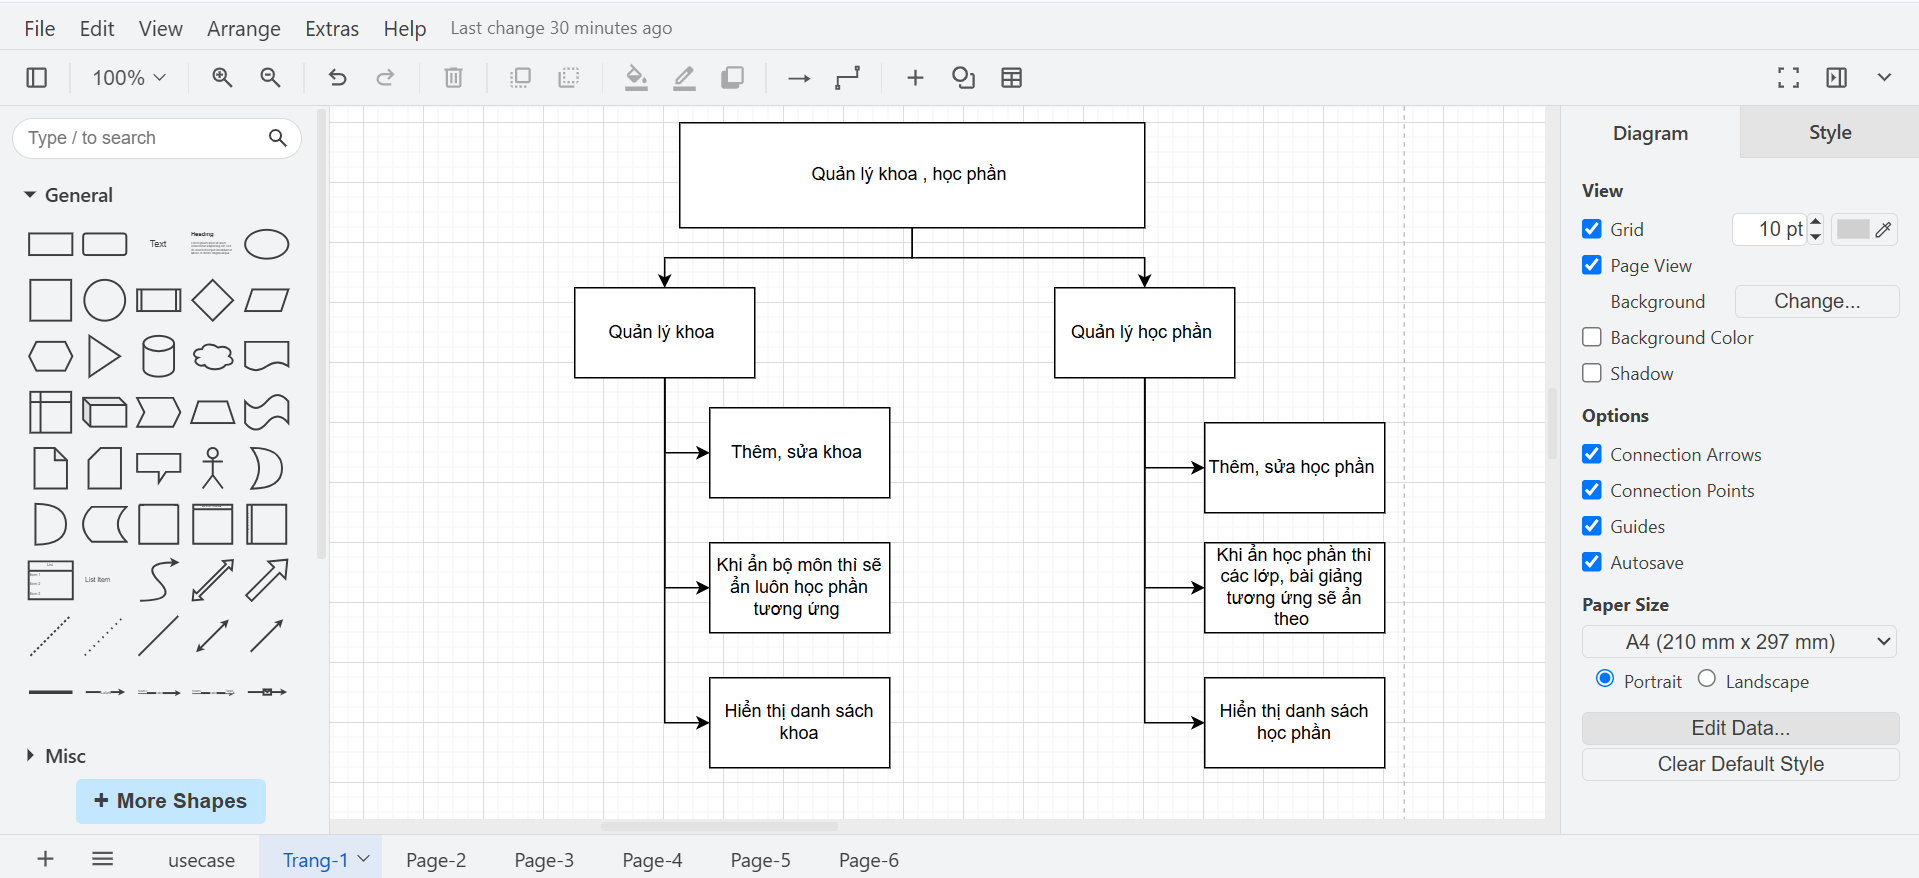 File Edit View Arrange Extras Help Last change 30 minutes ago
100%
Type / to search
General
Text
Heading
List
List Item
Misc
+ More Shapes
Quản lý khoa , học phần
Quản lý khoa
Quản lý học phần
Thêm, sửa khoa
Thêm, sửa học phần
Khi ẩn bộ môn thì sẽ
ẩn luôn học phần
tương ứng
Khi ẩn học phần thì
các lớp, bài giảng
tương ứng sẽ ẩn
theo
Hiển thị danh sách
khoa
Hiển thị danh sách
học phần
Diagram Style
View
Grid 10 pt
Page View
Background Change...
Background Color
Shadow
Options
Connection Arrows
Connection Points
Guides
Autosave
Paper Size
A4 (210 mm x 297 mm)
Portrait Landscape
Edit Data...
Clear Default Style
usecase Trang-1 Page-2 Page-3 Page-4 Page-5 Page-6